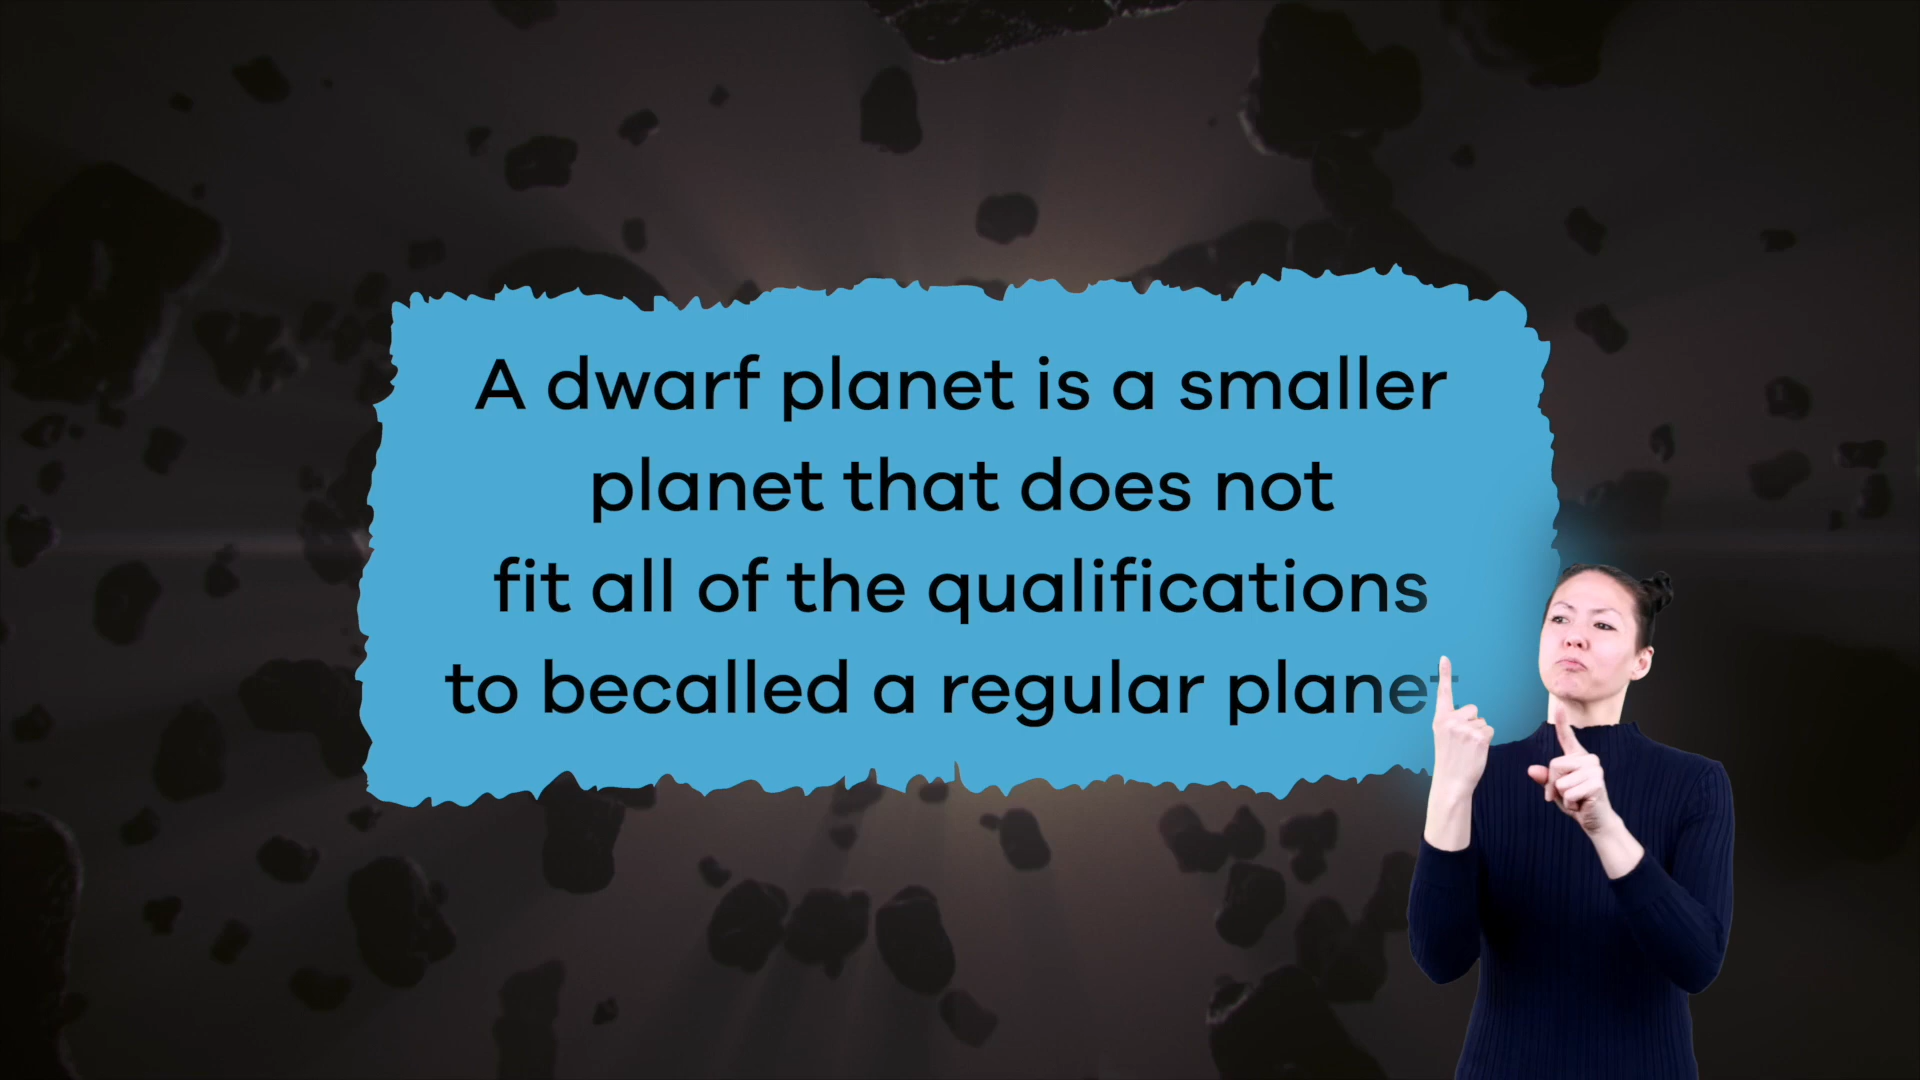 A dwarf planet is a smaller
planet that does not
fit all of the qualifications
to becalled a regular planet